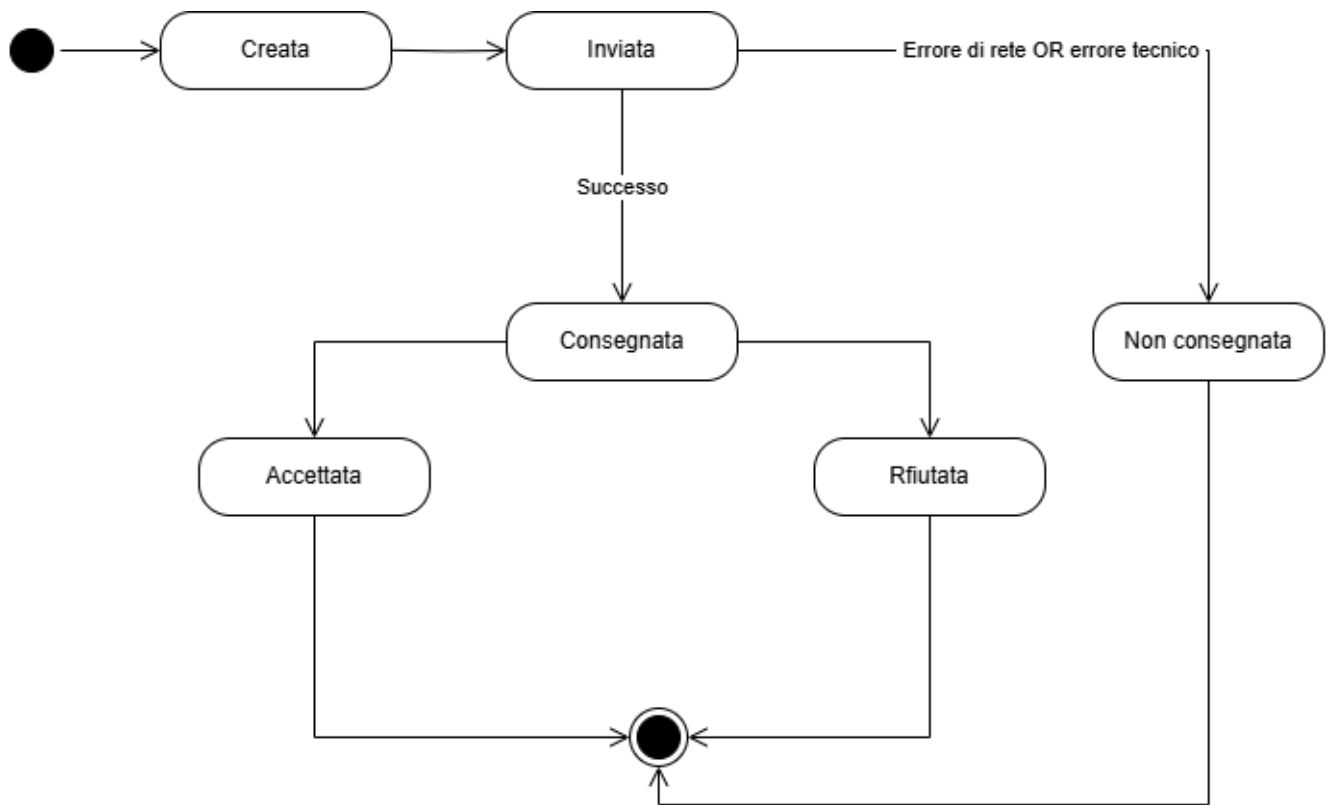 Creata
Inviata
Errore di rete OR errore tecnico
Successo
Consegnata
Non consegnata
Accettata
Rfiutata